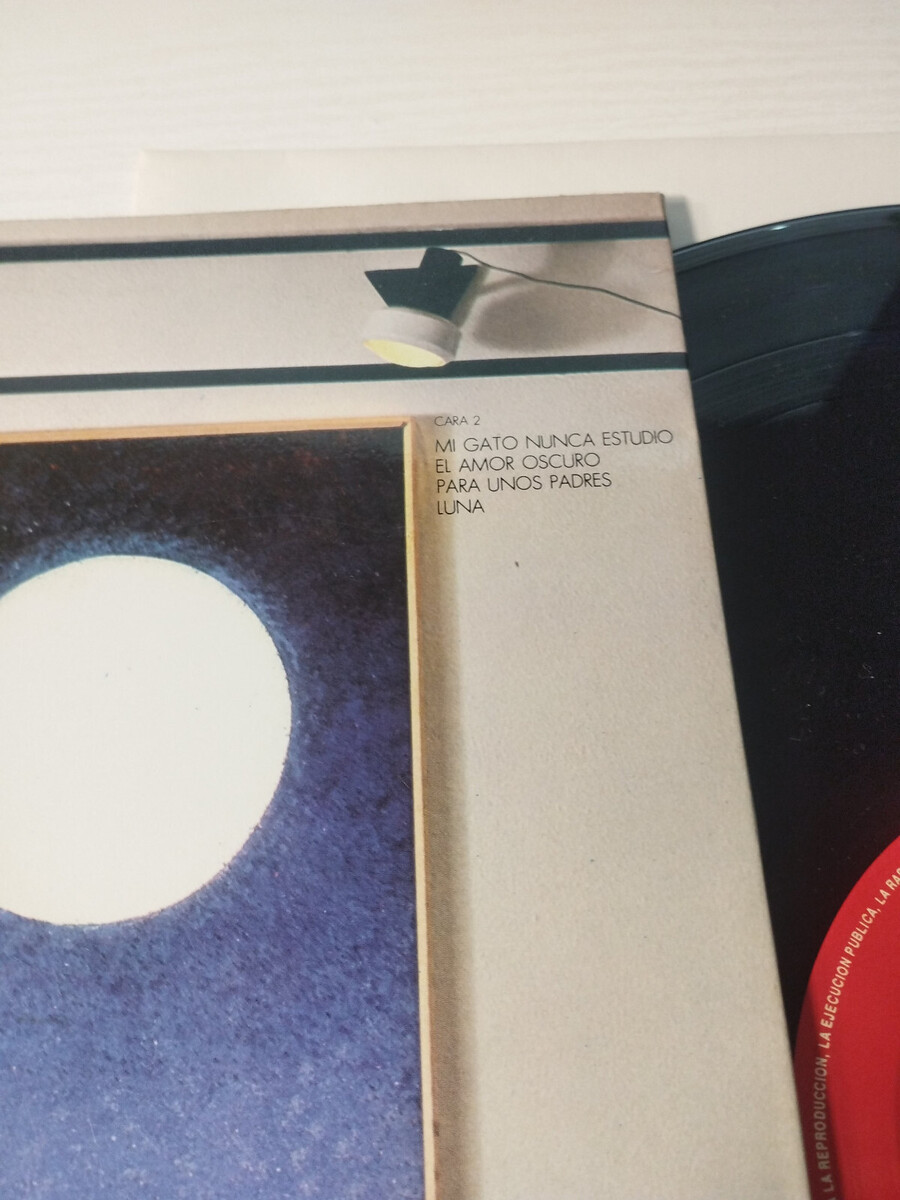 CARA 2
MI GATO NUNCA ESTUDIO
EL AMOR OSCURO
PARA UNOS PADRES
LUNA
LA REPRODUCCION, LA EJECUCION PUBLICA, LA